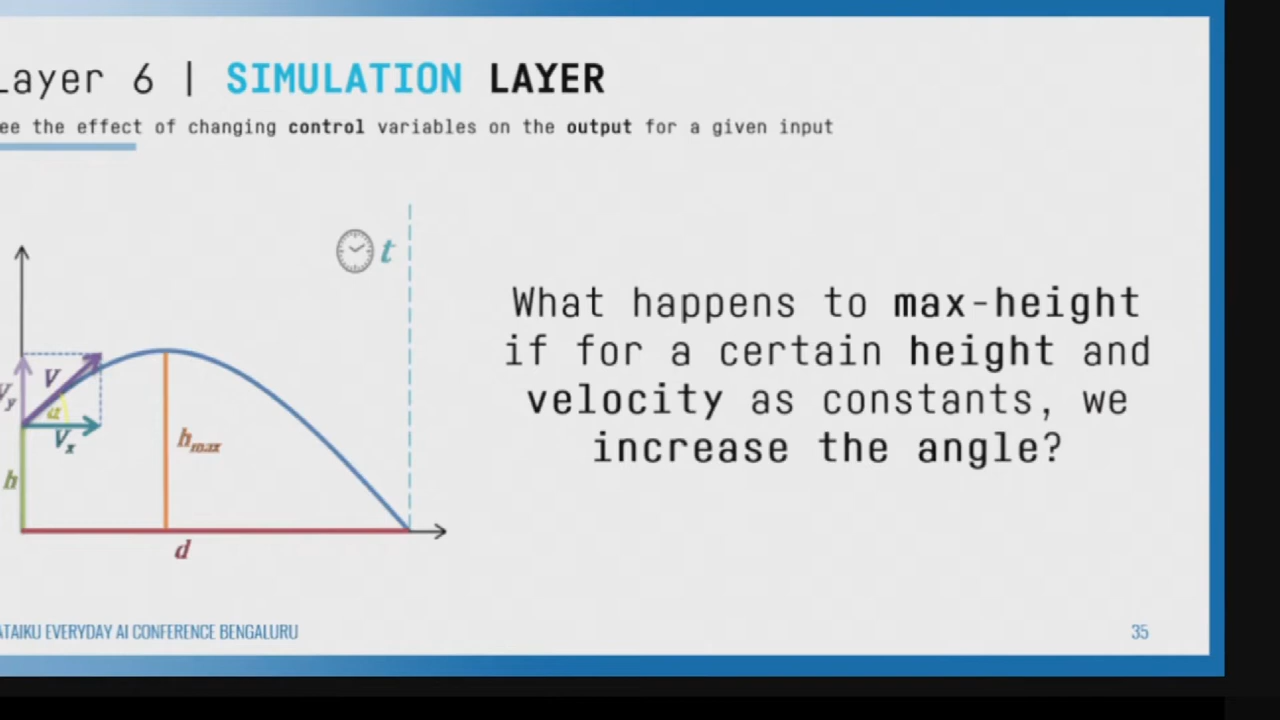 Layer 6 | SIMULATION LAYER
ee the effect of changing control variables on the output for a given input
t
What happens to max-height
if for a certain height and
velocity as constants, we
increase the angle?
V
Vy
α
Vx
hmax
h
d
ATAIKU EVERYDAY AI CONFERENCE BENGALURU
35